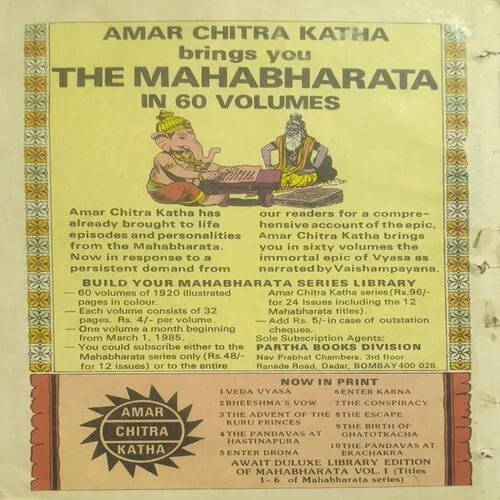 AMAR CHITRA KATHA
brings you
THE MAHABHARATA
IN 60 VOLUMES
Amar Chitra Katha has
already brought to life
episodes and personalities
from the Mahabharata.
Now in response to a
persistent demand from
our readers for a compre-
hensive account of the epic,
Amar Chitra Katha brings
you in sixty volumes the
immortal epic of Vyasa as
narrated by Vaishampayana.
BUILD YOUR MAHABHARATA SERIES LIBRARY
— 60 volumes of 1920 illustrated
pages in colour.
— Each volume consists of 32
pages. Rs. 4/- per volume.
— One volume a month beginning
from March 1, 1985.
— You could subscribe either to the
Mahabharata series only (Rs.48/-
for 12 issues) or to the entire
Amar Chitra Katha series (Rs.96/-
for 24 issues including the 12
Mahabharata titles).
— Add Rs. 5/- in case of outstation
cheques.
Sole Subscription Agents:
PARTHA BOOKS DIVISION
Nav Prabhat Chambers, 3rd floor
Ranade Road, Dadar, BOMBAY 400 028.
AMAR
CHITRA
KATHA
NOW IN PRINT
1 VEDA VYASA
2 BHEESHMA'S VOW
3 THE ADVENT OF THE
KURU PRINCES
4 THE PANDAVAS AT
HASTINAPURA
5 ENTER DRONA
6 ENTER KARNA
7 THE CONSPIRACY
8 THE ESCAPE
9 THE BIRTH OF
GHATOTKACHA
10 THE PANDAVAS AT
EKACHAKRA
AWAIT DULUXE LIBRARY EDITION
OF MAHABHARATA VOL. I (Titles
1- 6 of Mahabharata series)